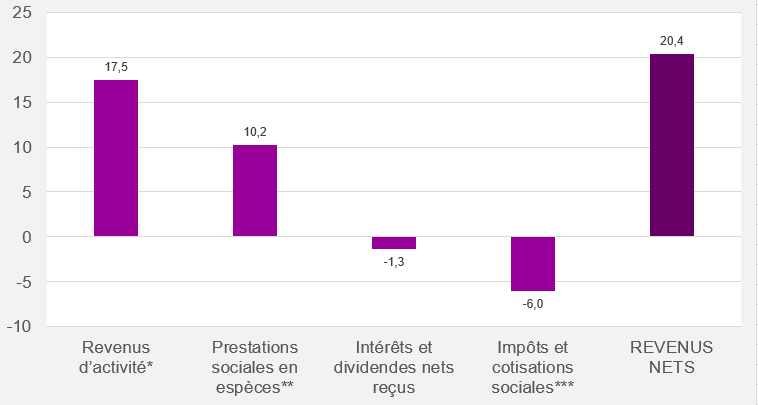 25
20
15
10
5
0
-5
-10
17,5
10,2
-1,3
-6,0
20,4
Revenus
d’activité*
Prestations
sociales en
espèces**
Intérêts et
dividendes nets
reçus
Impôts et
cotisations
sociales***
REVENUS
NETS